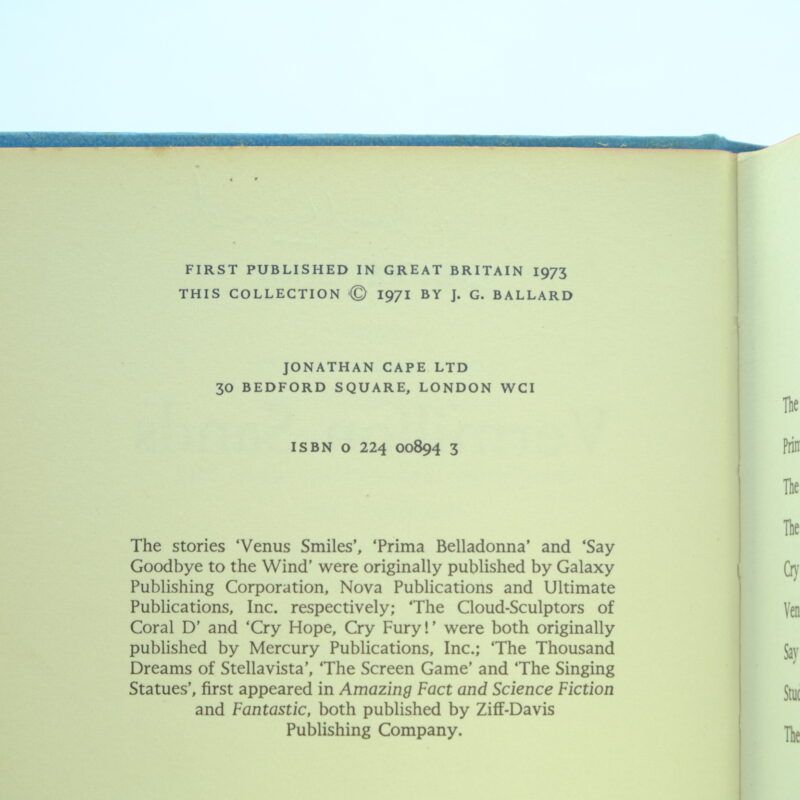 FIRST PUBLISHED IN GREAT BRITAIN 1973
THIS COLLECTION © 1971 BY J. G. BALLARD
JONATHAN CAPE LTD
30 BEDFORD SQUARE, LONDON WC1
ISBN 0 224 00894 3
The stories ‘Venus Smiles’, ‘Prima Belladonna’ and ‘Say
Goodbye to the Wind’ were originally published by Galaxy
Publishing Corporation, Nova Publications and Ultimate
Publications, Inc. respectively; ‘The Cloud-Sculptors of
Coral D’ and ‘Cry Hope, Cry Fury!’ were both originally
published by Mercury Publications, Inc.; ‘The Thousand
Dreams of Stellavista’, ‘The Screen Game’ and ‘The Singing
Statues’, first appeared in Amazing Fact and Science Fiction
and Fantastic, both published by Ziff-Davis
Publishing Company.
The
Prim
The
The
Cry
Ven
Say
Stud
The